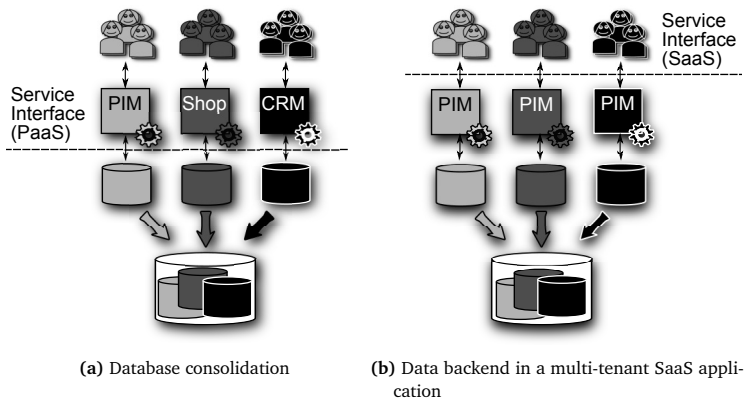 Service
Interface
(PaaS)
PIM
Shop
CRM
(a) Database consolidation
Service
Interface
(SaaS)
PIM
PIM
PIM
(b) Data backend in a multi-tenant SaaS appli-
cation